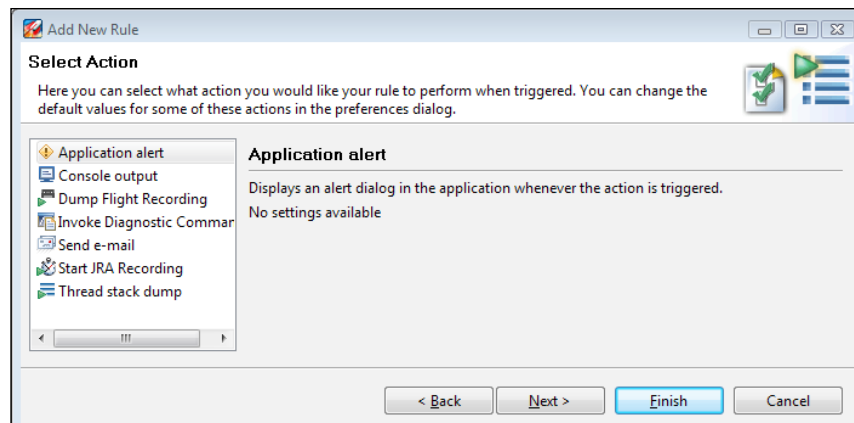 Add New Rule
Select Action
Here you can select what action you would like your rule to perform when triggered. You can change the
default values for some of these actions in the preferences dialog.
Application alert
Console output
Dump Flight Recording
Invoke Diagnostic Commar
Send e-mail
Start JRA Recording
Thread stack dump
Application alert
Displays an alert dialog in the application whenever the action is triggered.
No settings available
< Back
Next >
Finish
Cancel